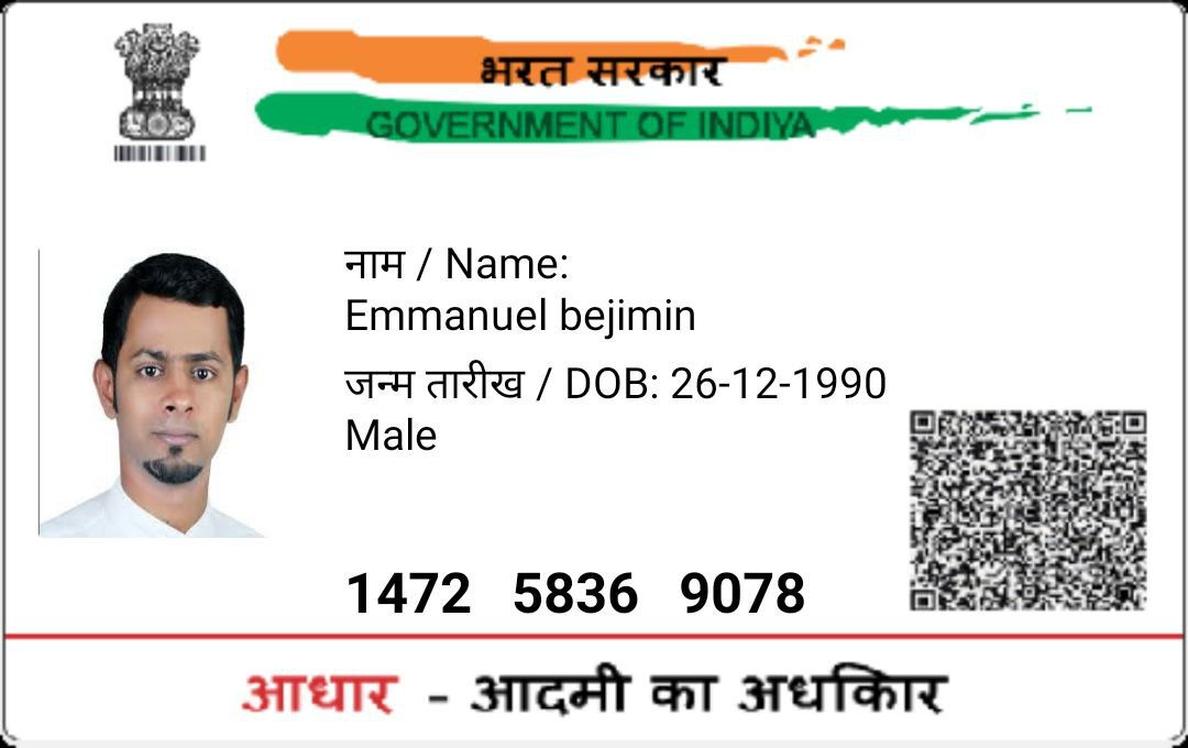 भरत सरकार
GOVERNMENT OF INDIYA
नाम / Name:
Emmanuel bejimin
जन्म तारीख / DOB: 26-12-1990
Male
1472 5836 9078
आधार - आदमी का अधकिार